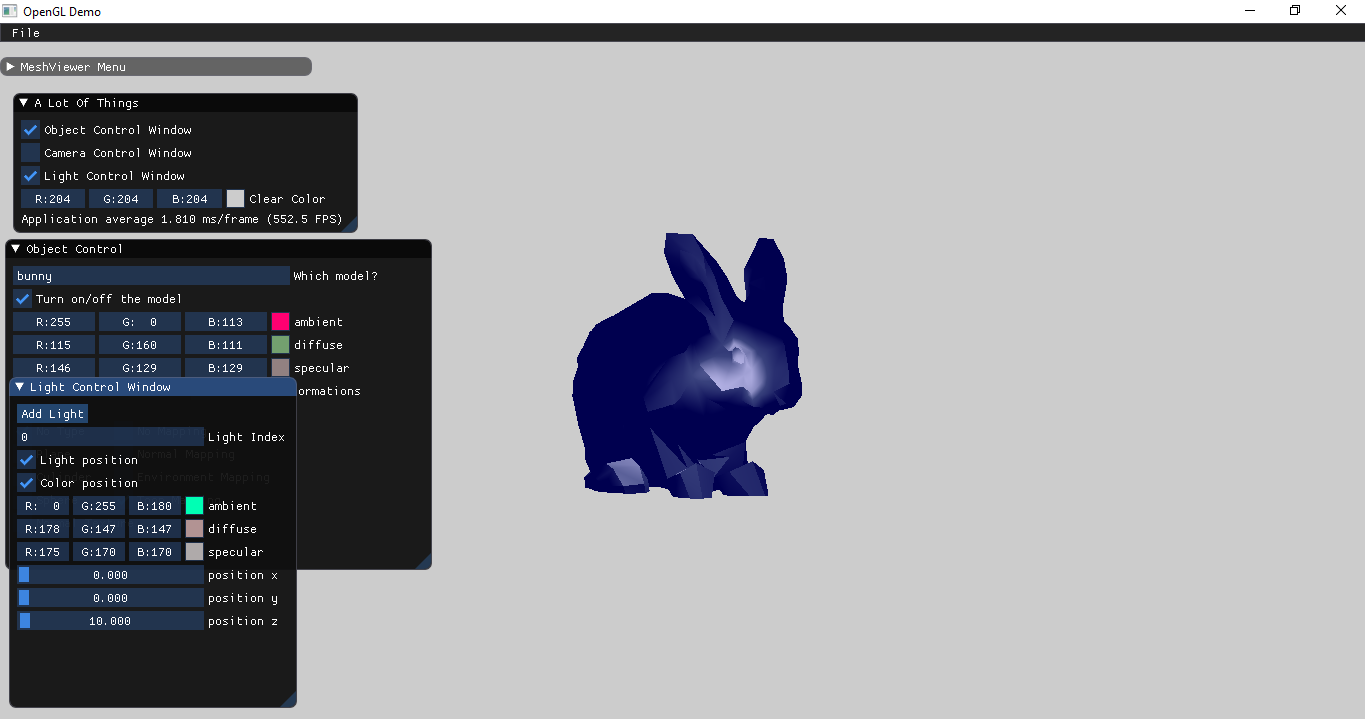 OpenGL Demo
File
MeshViewer Menu
A Lot Of Things
Object Control Window
Camera Control Window
Light Control Window
R:204 G:204 B:204 Clear Color
Application average 1.810 ms/frame (552.5 FPS)
Object Control
bunny Which model?
Turn on/off the model
R:255 G: 0 B:113 ambient
R:115 G:160 B:111 diffuse
R:146 G:129 B:129 specular
ormations
Light Control Window
Add Light
0 Light Index
Normal Mapping
Light position
Environment Mapping
Color position
R: 0 G:255 B:180 ambient
R:178 G:147 B:147 diffuse
R:175 G:170 B:170 specular
0.000 position x
0.000 position y
10.000 position z